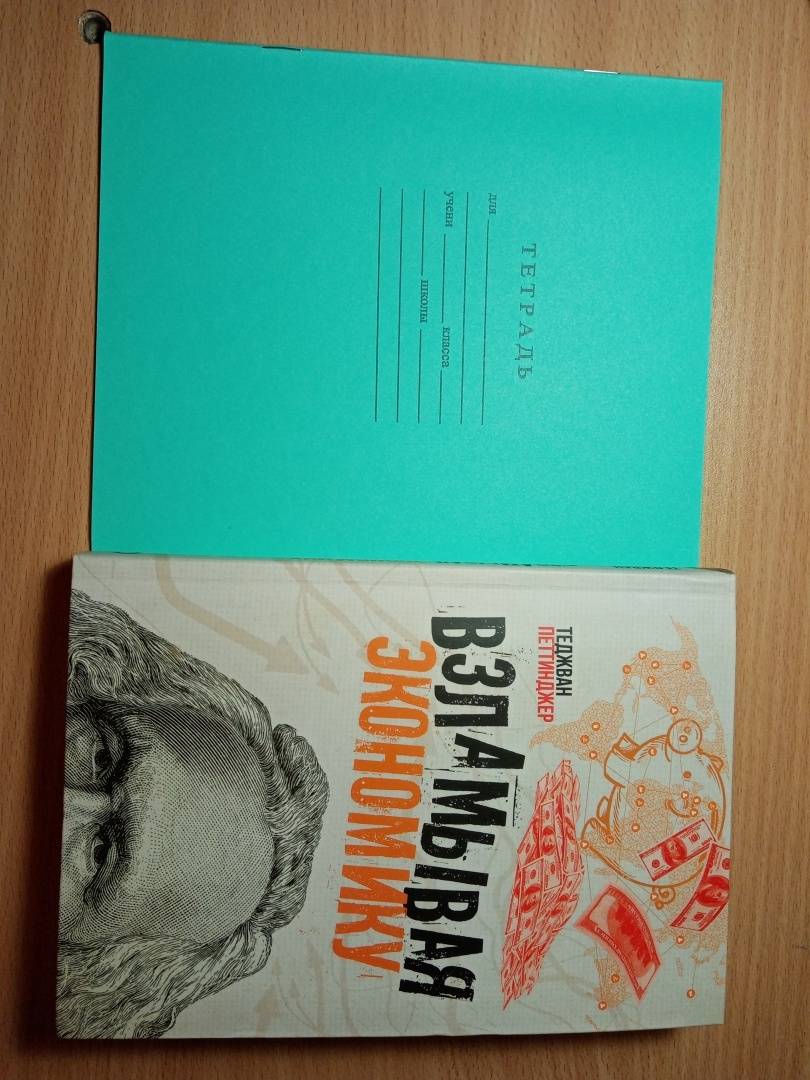 ТЕТРАДЬ
для
учени класса
школы
ТЕДЖВАН
ПЕТТИНДЖЕР
ВЗЛАМЫВАЯ
ЭКОНОМИКУ